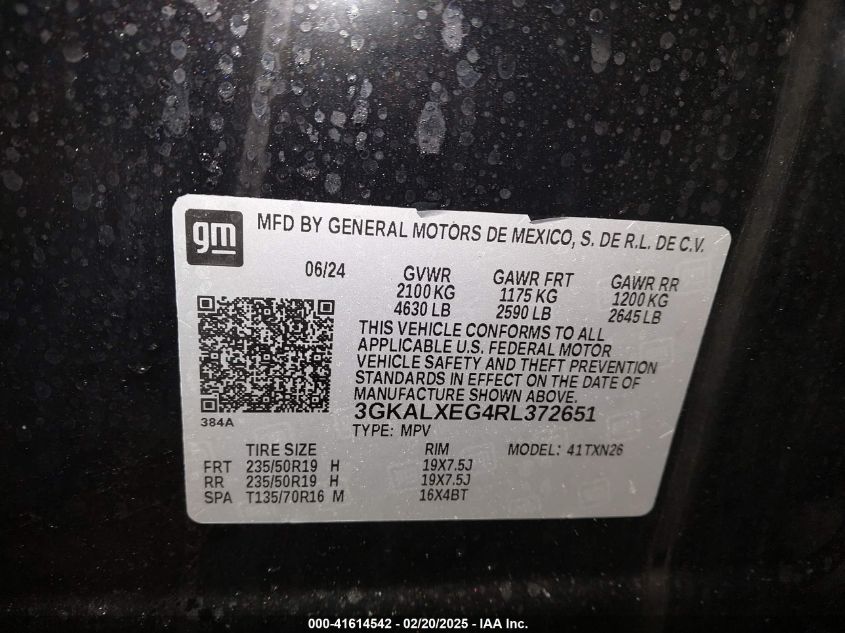 gm MFD BY GENERAL MOTORS DE MEXICO, S. DE R.L. DE C.V.
06/24 GVWR GAWR FRT GAWR RR
2100 KG 1175 KG 1200 KG
4630 LB 2590 LB 2645 LB
THIS VEHICLE CONFORMS TO ALL
APPLICABLE U.S. FEDERAL MOTOR
VEHICLE SAFETY AND THEFT PREVENTION
STANDARDS IN EFFECT ON THE DATE OF
MANUFACTURE SHOWN ABOVE.
3GKALXEG4RL372651
384A
TYPE: MPV
TIRE SIZE RIM MODEL: 41TXN26
FRT 235/50R19 H 19X7.5J
RR 235/50R19 H 19X7.5J
SPA T135/70R16 M 16X4BT
000-41614542 - 02/20/2025 - IAA Inc.